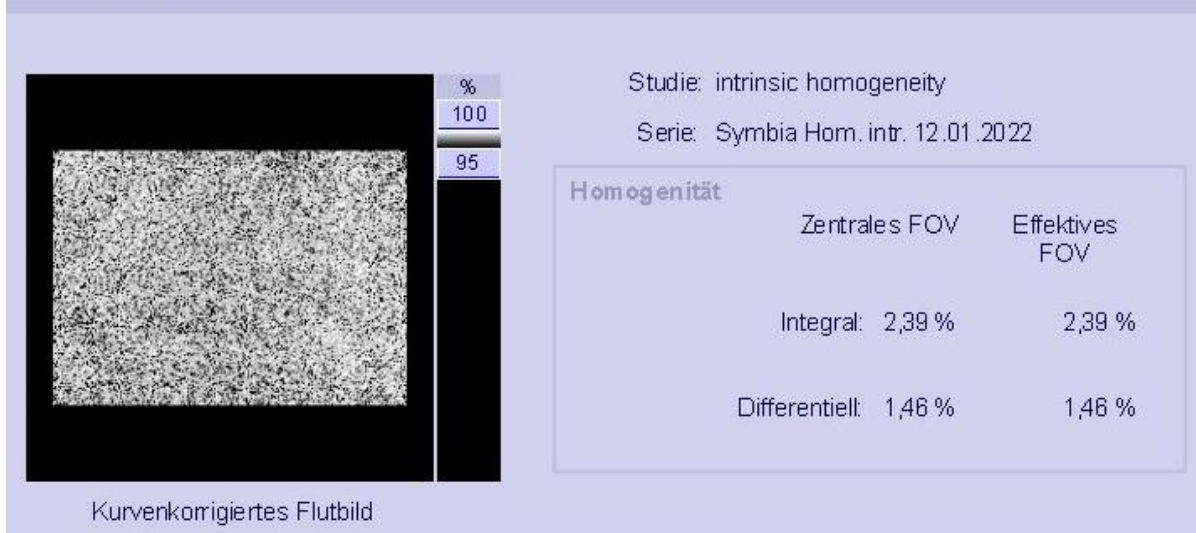 %
100
95
Studie: intrinsic homogeneity
Serie: Symbia Hom. intr. 12.01.2022
Homogenität
Zentrales FOV Effektives
FOV
Integral: 2,39 % 2,39 %
Differentiell: 1,46 % 1,46 %
Kurvenkorrigiertes Flutbild